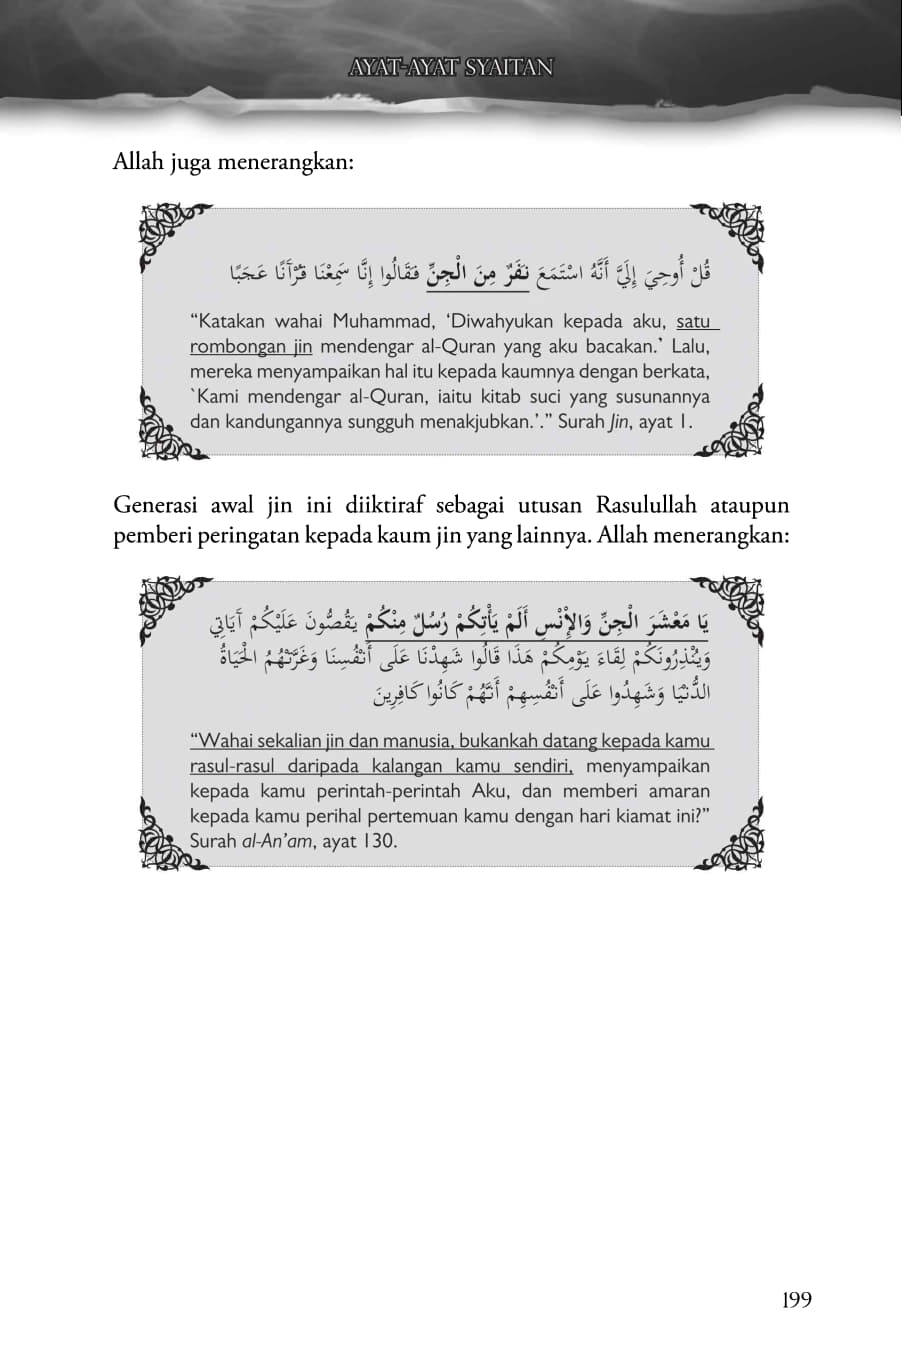 AYAT-AYAT SYAITAN
Allah juga menerangkan:
قُلْ أُوحِيَ إِلَيَّ أَنَّهُ اسْتَمَعَ نَفَرٌ مِنَ الْجِنِّ فَقَالُوا إِنَّا سَمِعْنَا قُرْآنًا عَجَبًا
“Katakan wahai Muhammad, ‘Diwahyukan kepada aku, satu
rombongan jin mendengar al-Quran yang aku bacakan.’ Lalu,
mereka menyampaikan hal itu kepada kaumnya dengan berkata,
`Kami mendengar al-Quran, iaitu kitab suci yang susunannya
dan kandungannya sungguh menakjubkan.’.” Surah Jin, ayat 1.
Generasi awal jin ini diiktiraf sebagai utusan Rasulullah ataupun
pemberi peringatan kepada kaum jin yang lainnya. Allah menerangkan:
يَا مَعْشَرَ الْجِنِّ وَالْإِنْسِ أَلَمْ يَأْتِكُمْ رُسُلٌ مِنْكُمْ يَقُصُّونَ عَلَيْكُمْ آيَاتِي
وَيُنْذِرُونَكُمْ لِقَاءَ يَوْمِكُمْ هَذَا قَالُوا شَهِدْنَا عَلَى أَنْفُسِنَا وَغَرَّتْهُمُ الْحَيَاةُ
الدُّنْيَا وَشَهِدُوا عَلَى أَنْفُسِهِمْ أَنَّهُمْ كَانُوا كَافِرِينَ
“Wahai sekalian jin dan manusia, bukankah datang kepada kamu
rasul-rasul daripada kalangan kamu sendiri, menyampaikan
kepada kamu perintah-perintah Aku, dan memberi amaran
kepada kamu perihal pertemuan kamu dengan hari kiamat ini?”
Surah al-An’am, ayat 130.
199